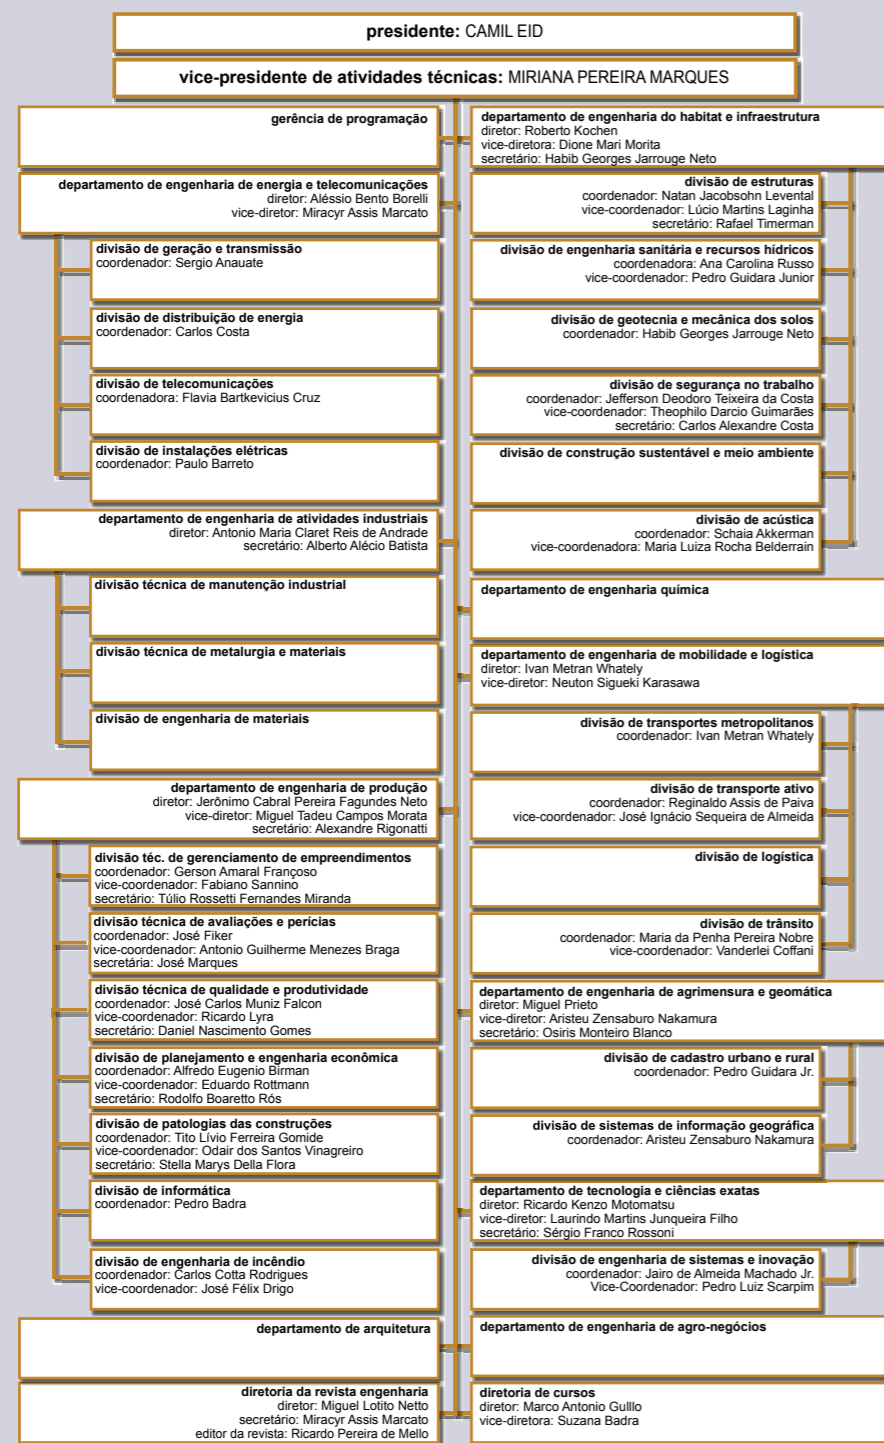 presidente: CAMIL EID
vice-presidente de atividades técnicas: MIRIANA PEREIRA MARQUES
gerência de programação
departamento de engenharia de energia e telecomunicações
diretor: Aléssio Bento Borelli
vice-diretor: Miracyr Assis Marcato
divisão de geração e transmissão
coordenador: Sergio Anauate
divisão de distribuição de energia
coordenador: Carlos Costa
divisão de telecomunicações
coordenadora: Flavia Bartkevicius Cruz
divisão de instalações elétricas
coordenador: Paulo Barreto
departamento de engenharia de atividades industriais
diretor: Antonio Maria Claret Reis de Andrade
secretário: Alberto Alécio Batista
divisão técnica de manutenção industrial
divisão técnica de metalurgia e materiais
divisão de engenharia de materiais
departamento de engenharia de produção
diretor: Jerônimo Cabral Pereira Fagundes Neto
vice-diretor: Miguel Tadeu Campos Morata
secretário: Alexandre Rigonatti
divisão téc. de gerenciamento de empreendimentos
coordenador: Gerson Amaral Françoso
vice-coordenador: Fabiano Sannino
secretário: Túlio Rossetti Fernandes Miranda
divisão técnica de avaliações e perícias
coordenador: José Fiker
vice-coordenador: Antonio Guilherme Menezes Braga
secretária: José Marques
divisão técnica de qualidade e produtividade
coordenador: José Carlos Muniz Falcon
vice-coordenador: Ricardo Lyra
secretário: Daniel Nascimento Gomes
divisão de planejamento e engenharia econômica
coordenador: Alfredo Eugenio Birman
vice-coordenador: Eduardo Rottmann
secretário: Rodolfo Boaretto Rós
divisão de patologias das construções
coordenador: Tito Lívio Ferreira Gomide
vice-coordenador: Odair dos Santos Vinagreiro
secretário: Stella Marys Della Flora
divisão de informática
coordenador: Pedro Badra
divisão de engenharia de incêndio
coordenador: Carlos Cotta Rodrigues
vice-coordenador: José Félix Drigo
departamento de arquitetura
diretoria da revista engenharia
diretor: Miguel Lotito Netto
secretário: Miracyr Assis Marcato
editor da revista: Ricardo Pereira de Mello
departamento de engenharia do habitat e infraestrutura
diretor: Roberto Kochen
vice-diretora: Dione Mari Morita
secretário: Habib Georges Jarrouge Neto
divisão de estruturas
coordenador: Natan Jacobsohn Levental
vice-coordenador: Lúcio Martins Laginha
secretário: Rafael Timerman
divisão de engenharia sanitária e recursos hídricos
coordenadora: Ana Carolina Russo
vice-coordenador: Pedro Guidara Junior
divisão de geotecnia e mecânica dos solos
coordenador: Habib Georges Jarrouge Neto
divisão de segurança no trabalho
coordenador: Jefferson Deodoro Teixeira da Costa
vice-coordenador: Theophilo Darcio Guimarães
secretário: Carlos Alexandre Costa
divisão de construção sustentável e meio ambiente
divisão de acústica
coordenador: Schaia Akkerman
vice-coordenadora: Maria Luiza Rocha Belderrain
departamento de engenharia química
departamento de engenharia de mobilidade e logística
diretor: Ivan Metran Whately
vice-diretor: Neuton Sigueki Karasawa
divisão de transportes metropolitanos
coordenador: Ivan Metran Whately
divisão de transporte ativo
coordenador: Reginaldo Assis de Paiva
vice-coordenador: José Ignácio Sequeira de Almeida
divisão de logística
divisão de trânsito
coordenador: Maria da Penha Pereira Nobre
vice-coordenador: Vanderlei Coffani
departamento de engenharia de agrimensura e geomática
diretor: Miguel Prieto
vice-diretor: Aristeu Zensaburo Nakamura
secretário: Osiris Monteiro Blanco
divisão de cadastro urbano e rural
coordenador: Pedro Guidara Jr.
divisão de sistemas de informação geográfica
coordenador: Aristeu Zensaburo Nakamura
departamento de tecnologia e ciências exatas
diretor: Ricardo Kenzo Motomatsu
vice-diretor: Laurindo Martins Junqueira Filho
secretário: Sérgio Franco Rossoni
divisão de engenharia de sistemas e inovação
coordenador: Jairo de Almeida Machado Jr.
Vice-Coordenador: Pedro Luiz Scarpim
departamento de engenharia de agro-negócios
diretoria de cursos
diretor: Marco Antonio Gulllo
vice-diretora: Suzana Badra